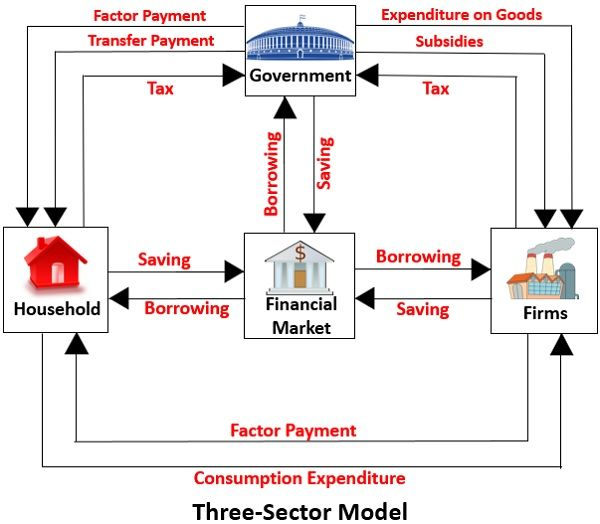 Factor Payment
Expenditure on Goods
Transfer Payment
Subsidies
Government
Tax
Tax
Borrowing
Saving
$
Saving
Borrowing
Household
Borrowing
Financial
Market
Saving
Firms
Factor Payment
Consumption Expenditure
Three-Sector Model